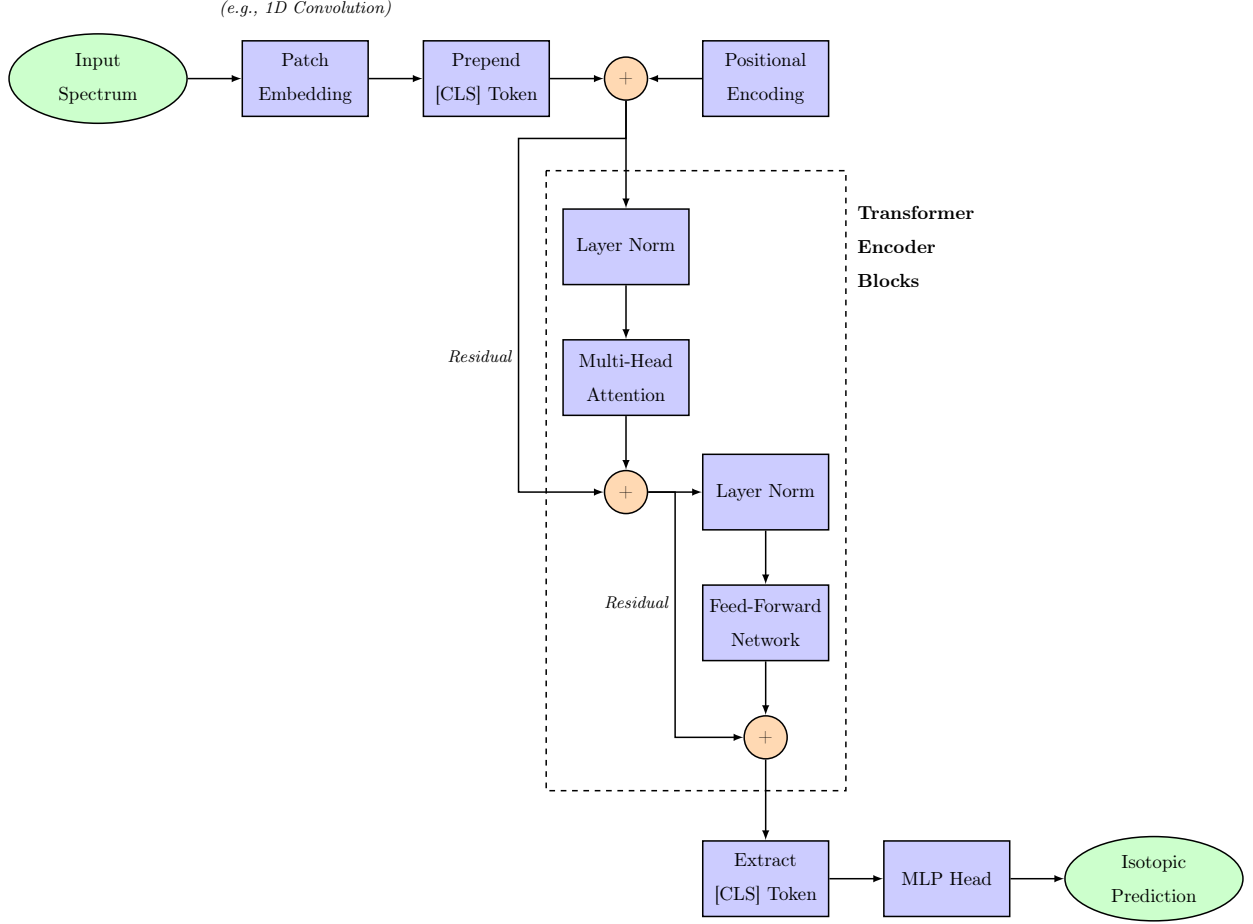 (e.g., 1D Convolution)
Input
Spectrum
Patch
Embedding
Prepend
[CLS] Token
+
Positional
Encoding
Transformer
Encoder
Blocks
Layer Norm
Residual
Multi-Head
Attention
+
Layer Norm
Residual
Feed-Forward
Network
+
Extract
[CLS] Token
MLP Head
Isotopic
Prediction